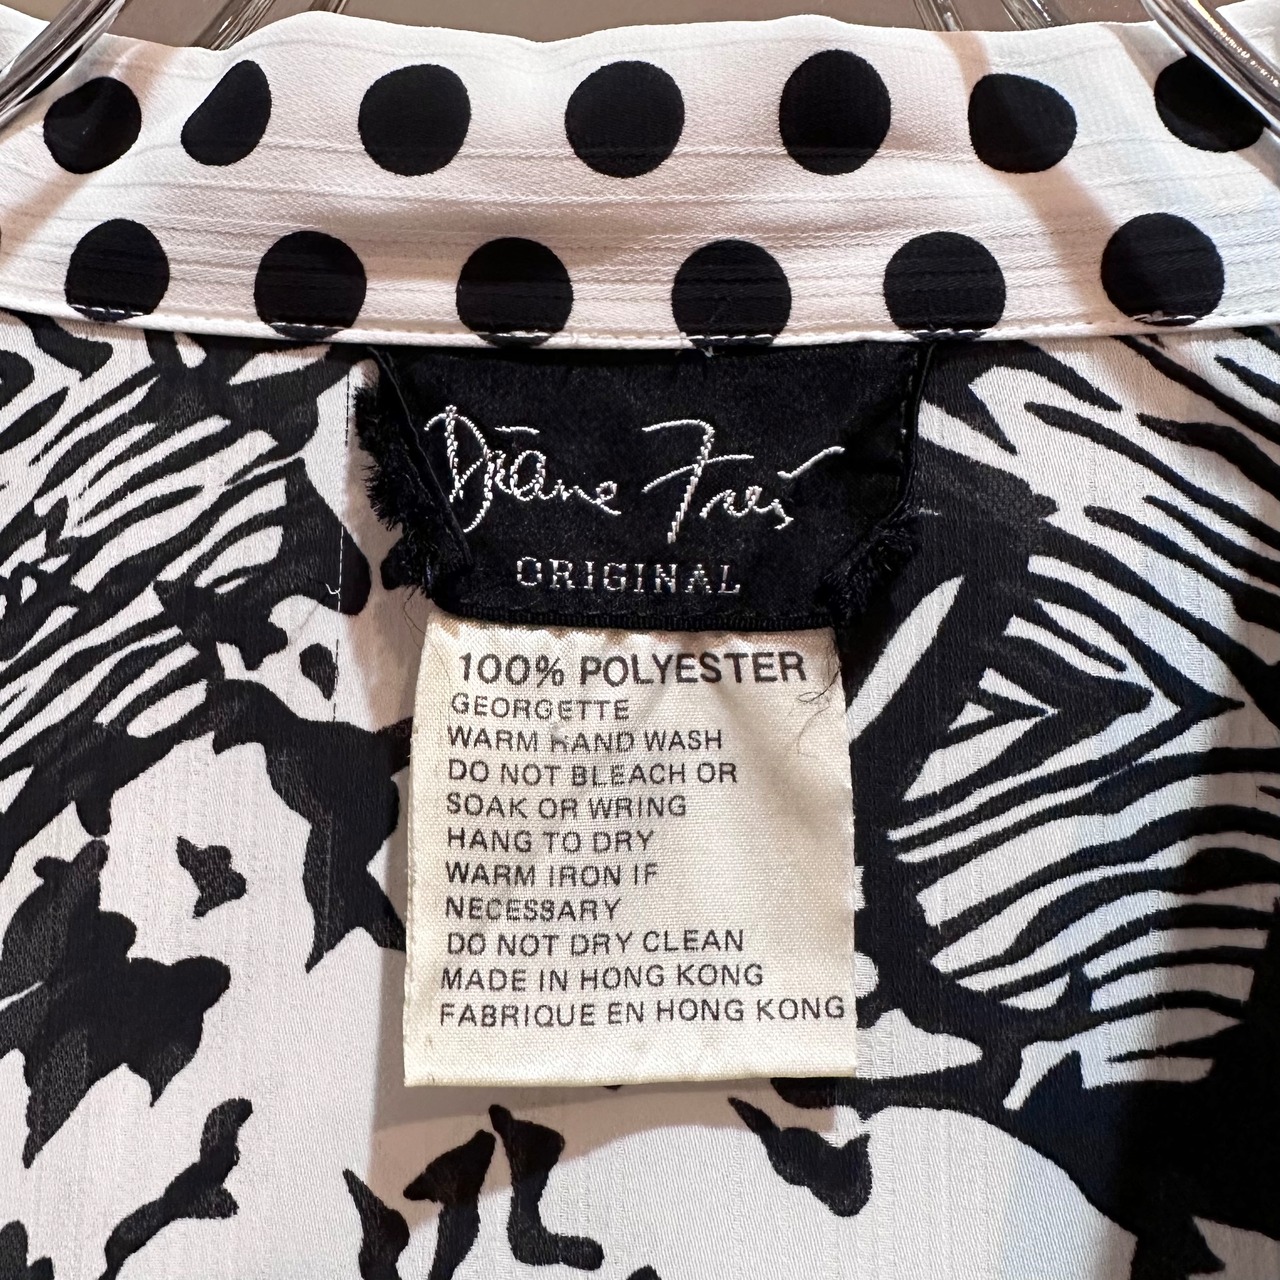 Diane Freis
ORIGINAL
100% POLYESTER
GEORGETTE
WARM HAND WASH
DO NOT BLEACH OR
SOAK OR WRING
HANG TO DRY
WARM IRON IF
NECESSARY
DO NOT DRY CLEAN
MADE IN HONG KONG
FABRIQUE EN HONG KONG